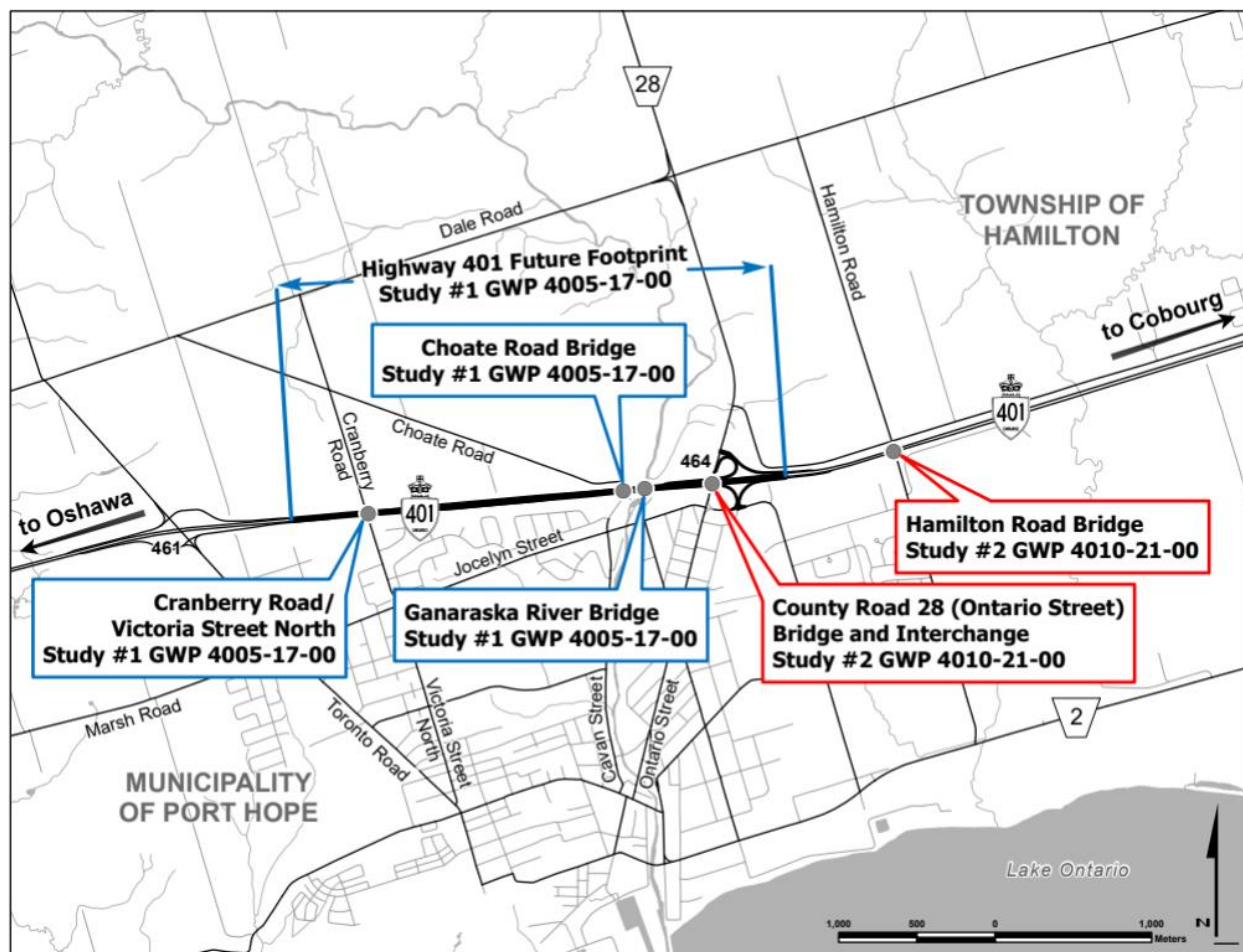 28
Dale Road
Hamilton Road
TOWNSHIP OF
HAMILTON
Highway 401 Future Footprint
Study #1 GWP 4005-17-00
to Cobourg
Choate Road Bridge
Study #1 GWP 4005-17-00
401
Cranberry
Road
Choate Road
464
401
to Oshawa
461
Jocelyn Street
Hamilton Road Bridge
Study #2 GWP 4010-21-00
Cranberry Road/
Victoria Street North
Study #1 GWP 4005-17-00
Ganaraska River Bridge
Study #1 GWP 4005-17-00
County Road 28 (Ontario Street)
Bridge and Interchange
Study #2 GWP 4010-21-00
Marsh Road
Toronto Road
Victoria Street
North
Cavan Street
Ontario Street
2
MUNICIPALITY
OF PORT HOPE
Lake Ontario
N
1,000 500 0 1,000
Meters